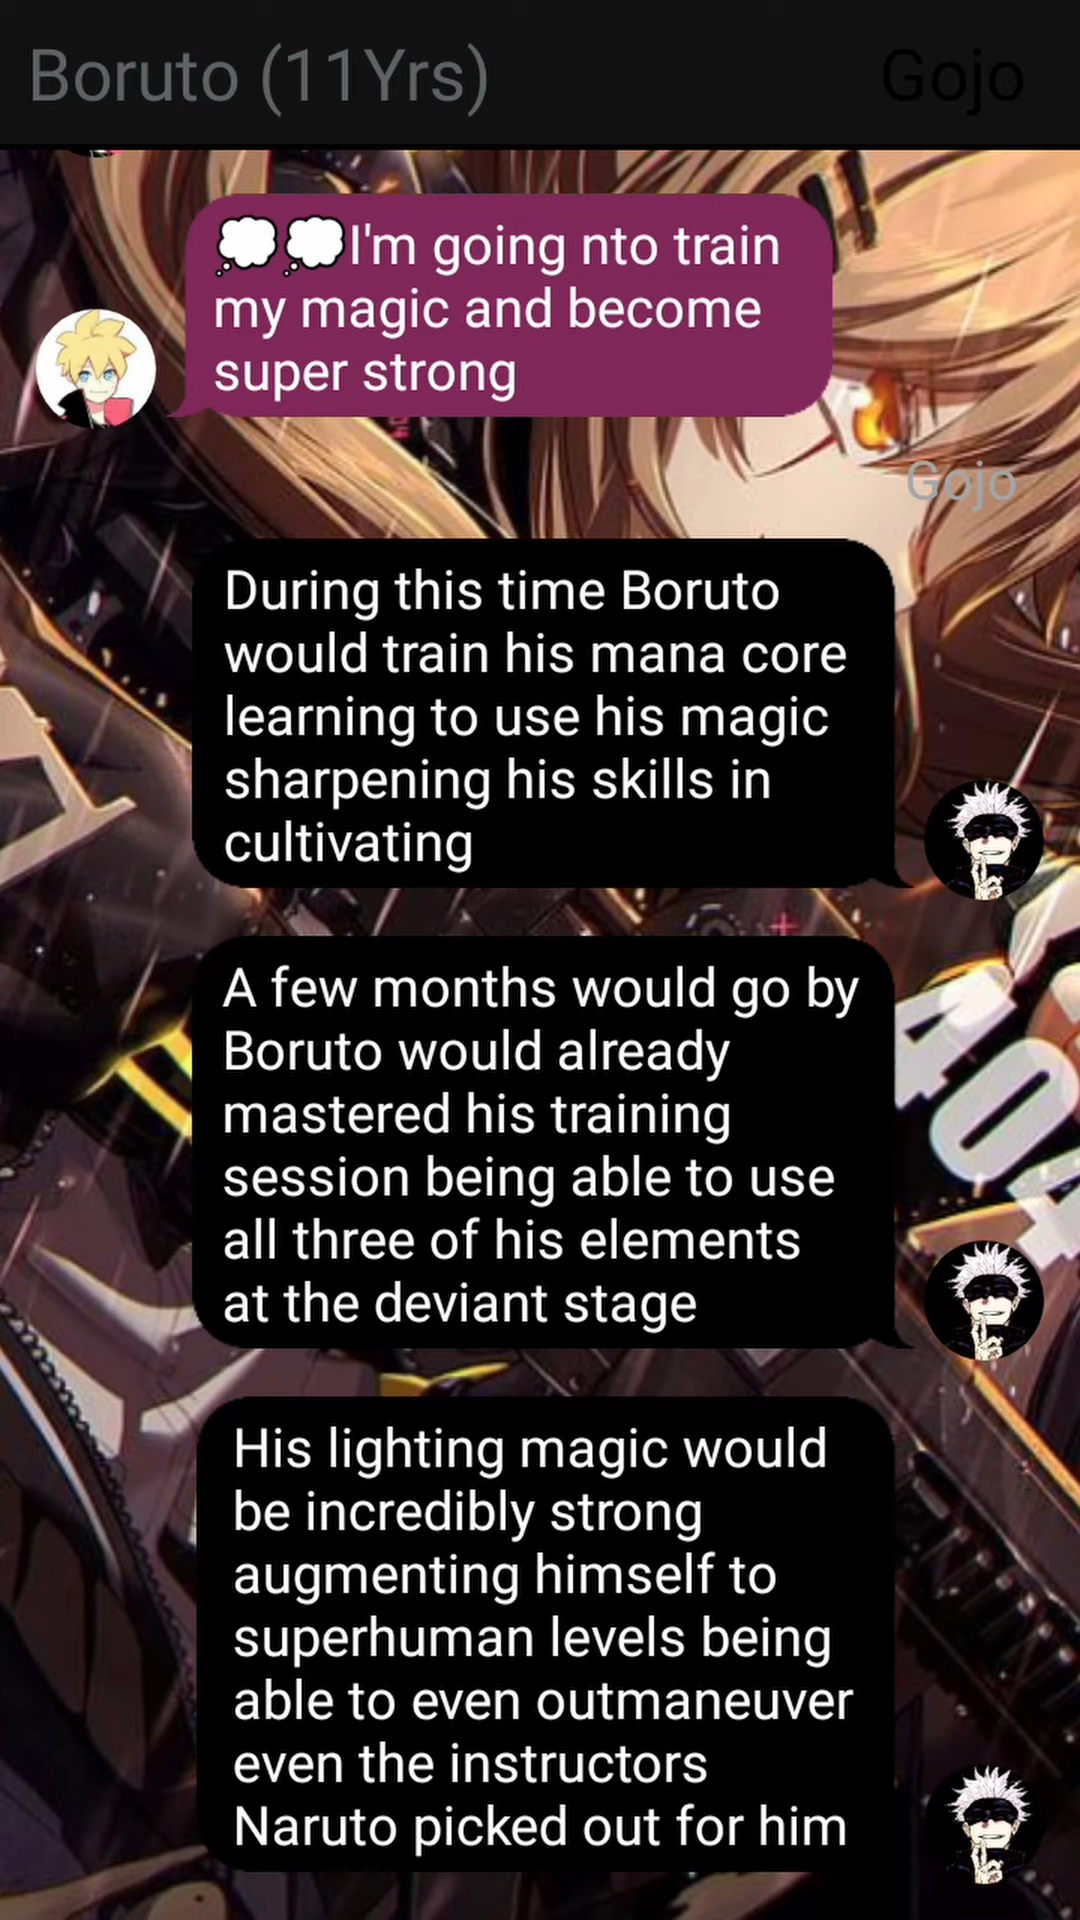 Boruto (11Yrs)
Gojo
💭💭I'm going nto train
my magic and become
super strong
Gojo
During this time Boruto
would train his mana core
learning to use his magic
sharpening his skills in
cultivating
A few months would go by
Boruto would already
mastered his training
session being able to use
all three of his elements
at the deviant stage
404
His lighting magic would
be incredibly strong
augmenting himself to
superhuman levels being
able to even outmaneuver
even the instructors
Naruto picked out for him